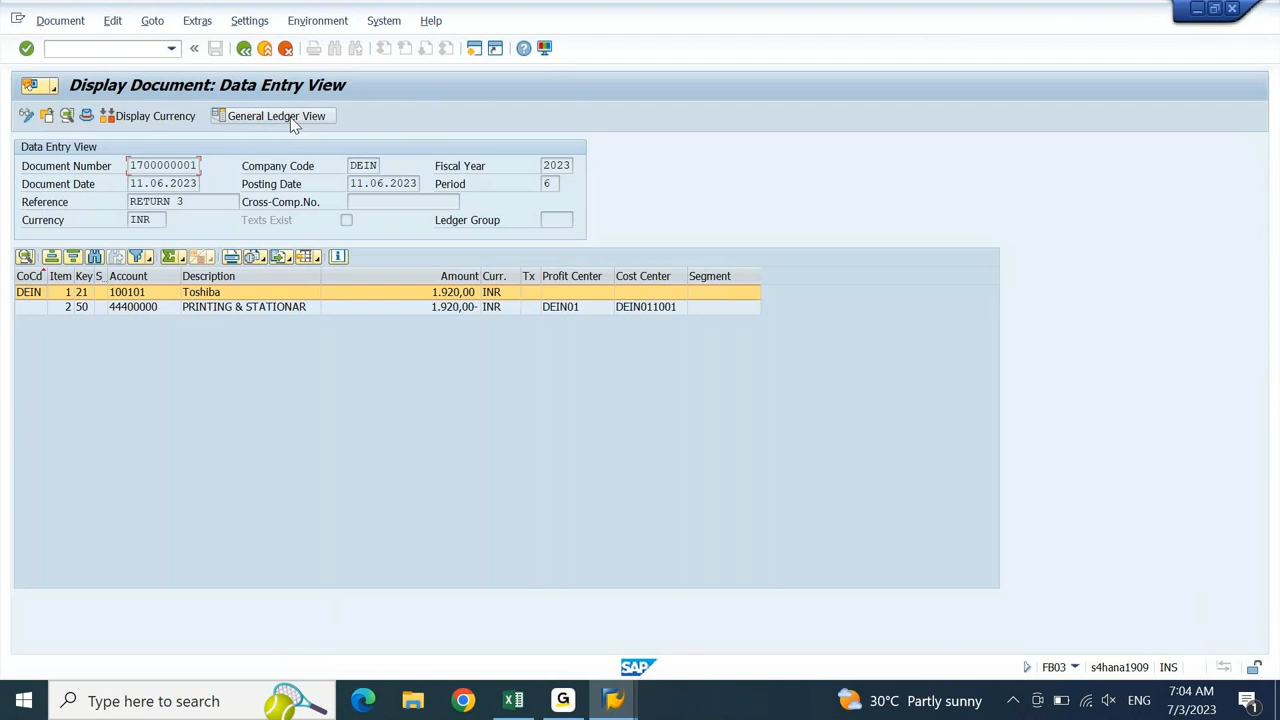 Document Edit Goto Extras Settings Environment System Help
Display Document: Data Entry View
Display Currency General Ledger View
Data Entry View
Document Number 1700000001 Company Code DEIN Fiscal Year 2023
Document Date 11.06.2023 Posting Date 11.06.2023 Period 6
Reference RETURN 3 Cross-Comp.No.
Currency INR Texts Exist Ledger Group
CoCd Item Key S.. Account Description Amount Curr. Tx Profit Center Cost Center Segment
DEIN 1 21 100101 Toshiba 1.920,00 INR
2 50 44400000 PRINTING & STATIONAR 1.920,00- INR DEIN01 DEIN011001
SAP FB03 s4hana1909 INS
Type here to search 30°C Partly sunny ENG 7:04 AM
7/3/2023 1